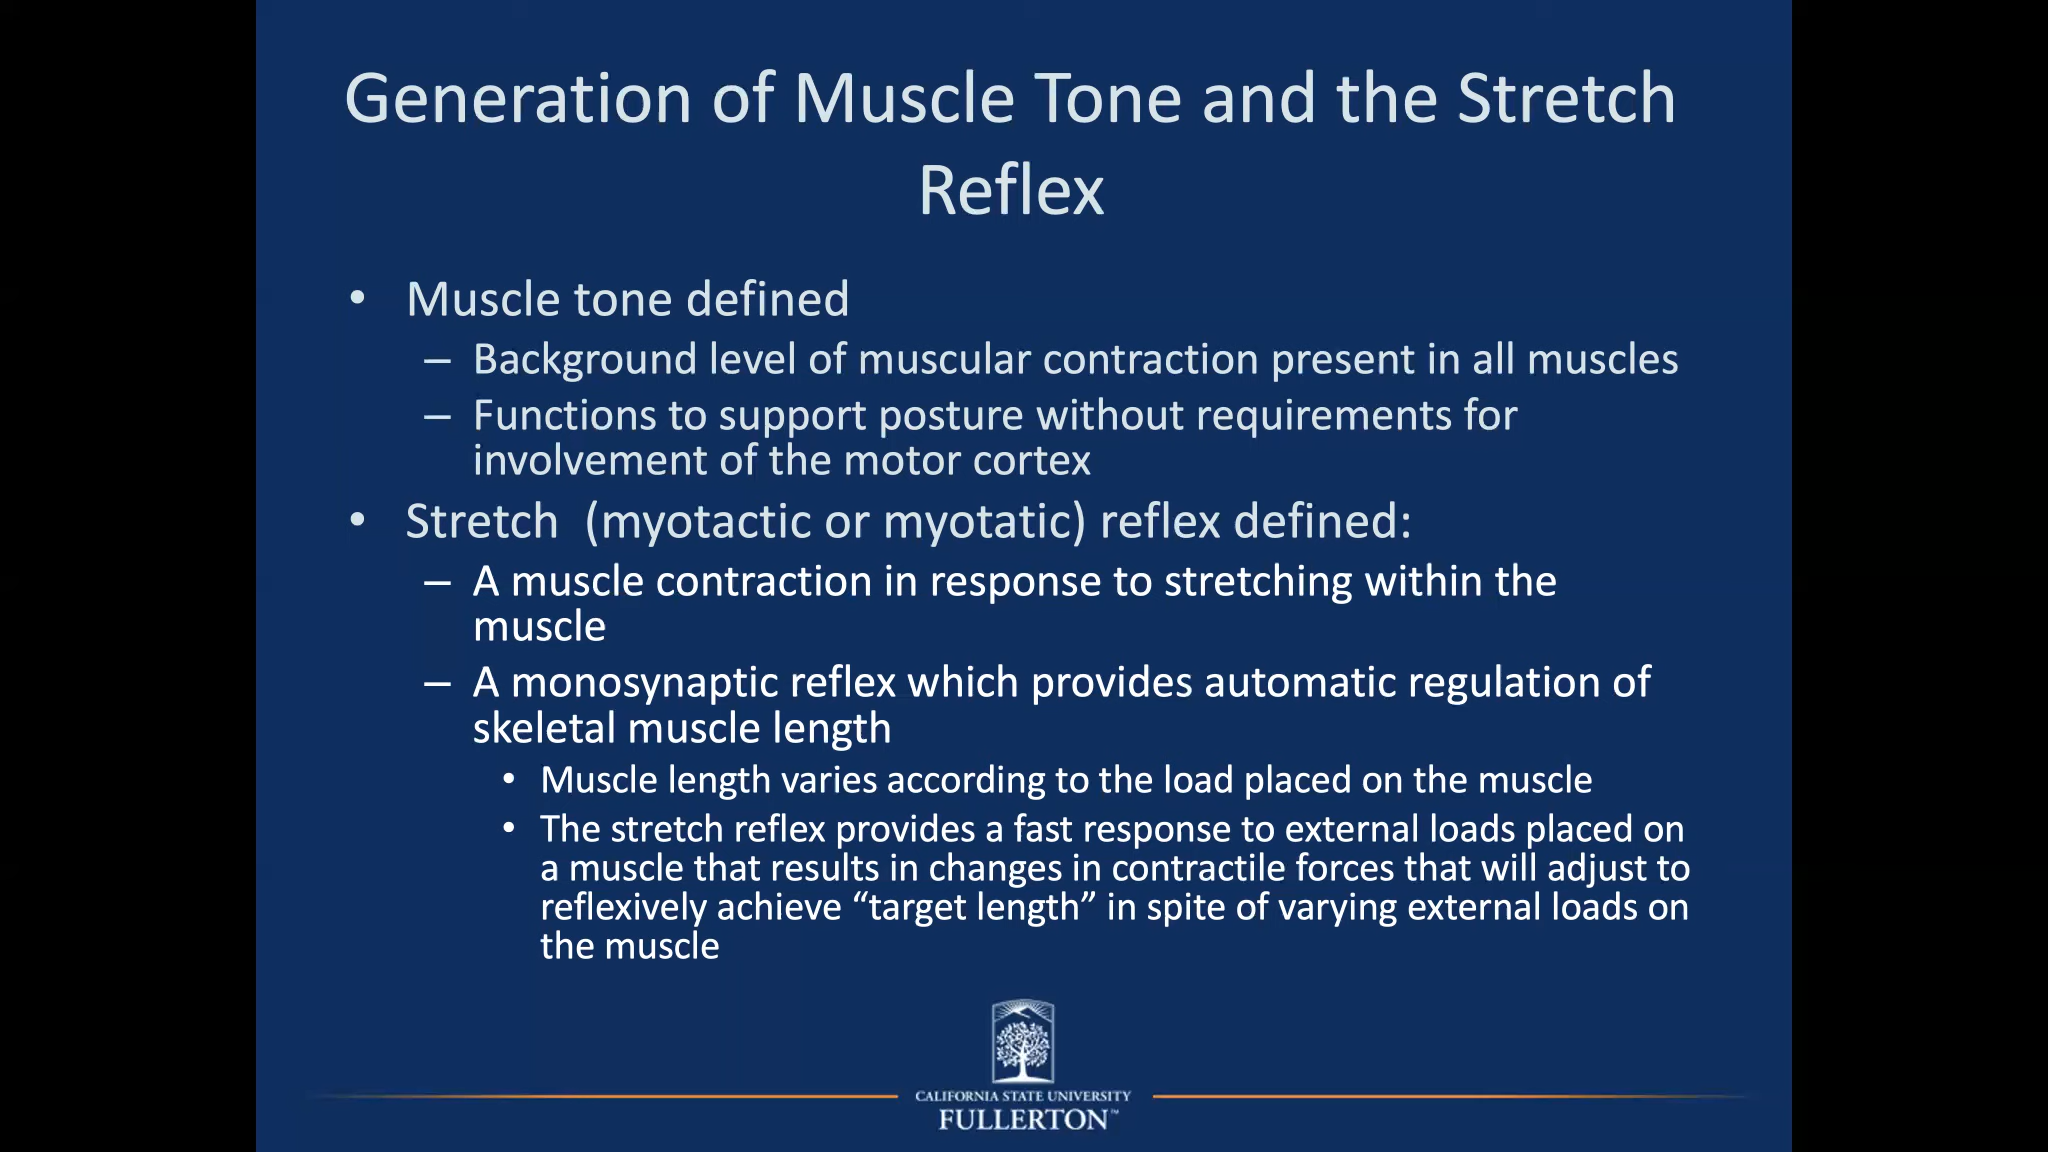 Generation of Muscle Tone and the Stretch
Reflex
• Muscle tone defined
– Background level of muscular contraction present in all muscles
– Functions to support posture without requirements for
involvement of the motor cortex
• Stretch  (myotactic or myotatic) reflex defined:
– A muscle contraction in response to stretching within the
muscle
– A monosynaptic reflex which provides automatic regulation of
skeletal muscle length
• Muscle length varies according to the load placed on the muscle
• The stretch reflex provides a fast response to external loads placed on
a muscle that results in changes in contractile forces that will adjust to
reflexively achieve “target length” in spite of varying external loads on
the muscle
CALIFORNIA STATE UNIVERSITY
FULLERTON™